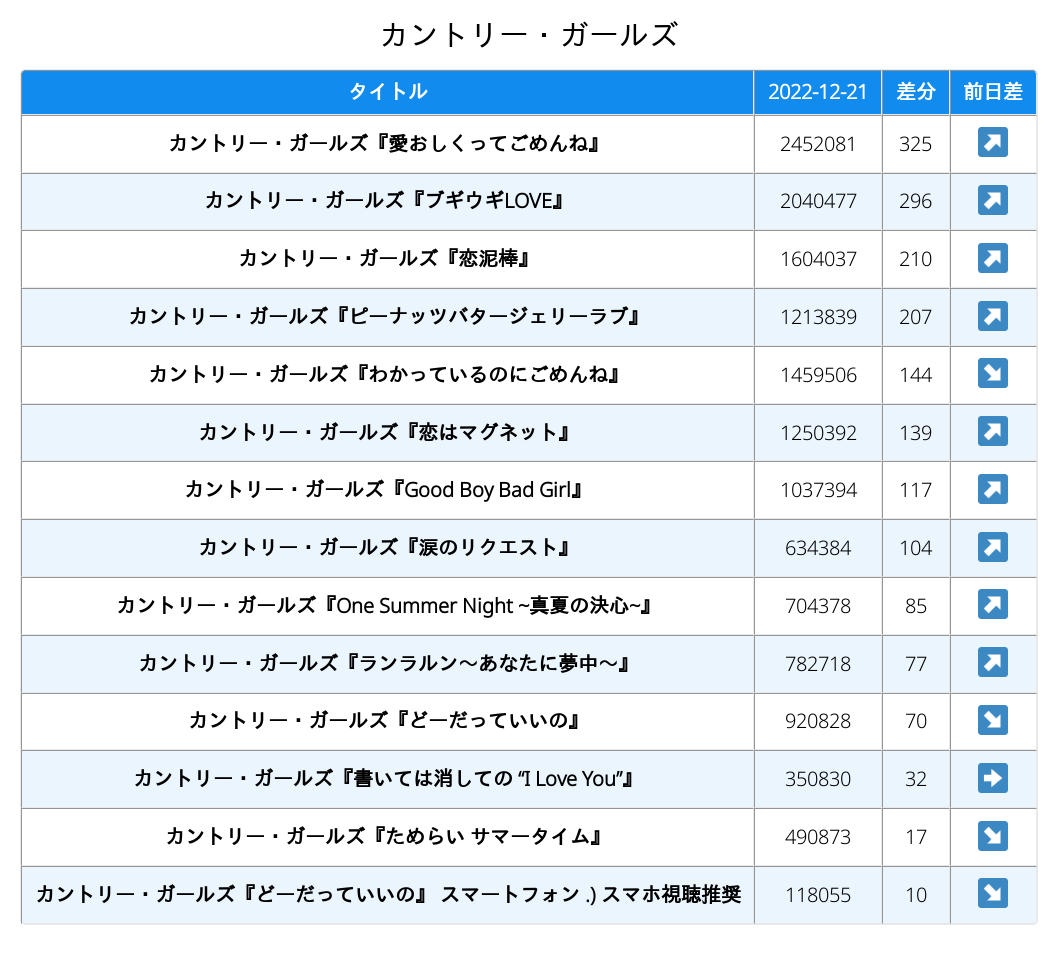 カントリー・ガールズ
タイトル 2022-12-21 差分 前日差
カントリー・ガールズ『愛おしくってごめんね』 2452081 325
カントリー・ガールズ『ブギウギLOVE』 2040477 296
カントリー・ガールズ『恋泥棒』 1604037 210
カントリー・ガールズ『ピーナッツバタージェリーラブ』 1213839 207
カントリー・ガールズ『わかっているのにごめんね』 1459506 144
カントリー・ガールズ『恋はマグネット』 1250392 139
カントリー・ガールズ『Good Boy Bad Girl』 1037394 117
カントリー・ガールズ『涙のリクエスト』 634384 104
カントリー・ガールズ『One Summer Night ~真夏の決心~』 704378 85
カントリー・ガールズ『ランラルン～あなたに夢中～』 782718 77
カントリー・ガールズ『どーだっていいの』 920828 70
カントリー・ガールズ『書いては消しての “I Love You”』 350830 32
カントリー・ガールズ『ためらい サマータイム』 490873 17
カントリー・ガールズ『どーだっていいの』 スマートフォン .) スマホ視聴推奨 118055 10